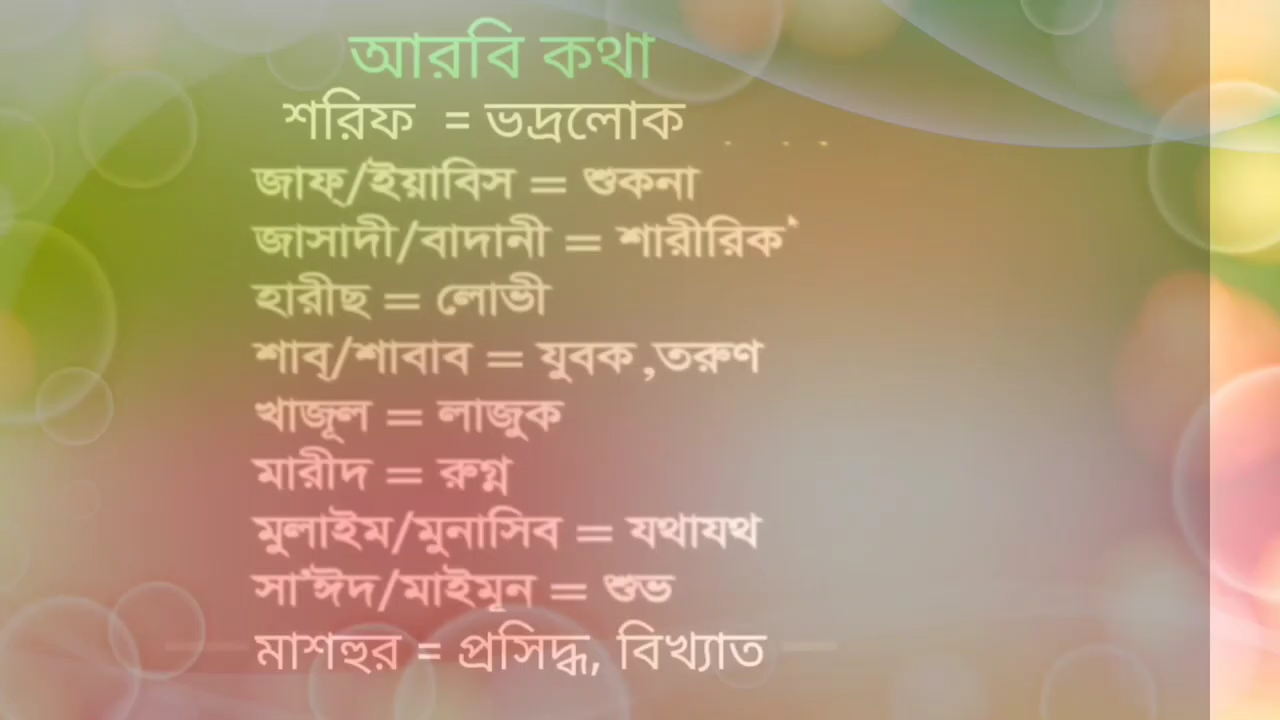 আরবি কথা
শরিফ = ভদ্রলোক
জাফ্/ইয়াবিস = শুকনা
জাসাদী/বাদানী = শারীরিক
হারীছ = লোভী
শাব্/শাবাব = যুবক ,তরুণ
খাজূল = লাজুক
মারীদ = রুগ্ন
মুলাইম/মুনাসিব = যথাযথ
সা'ঈদ/মাইমূন = শুভ
মাশহুর = প্রসিদ্ধ, বিখ্যাত